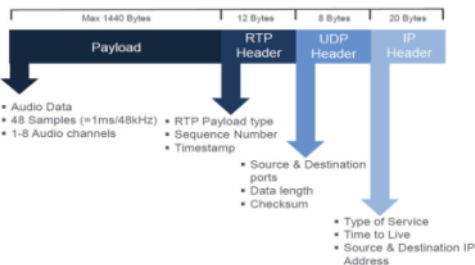 Max 1440 Bytes
12 Bytes
8 Bytes
20 Bytes
Payload
RTP
Header
UDP
Header
IP
Header
▪ Audio Data
▪ 48 Samples (=1ms/48kHz)
▪ 1-8 Audio channels
▪ RTP Payload type
▪ Sequence Number
▪ Timestamp
▪ Source & Destination
ports
▪ Data length
▪ Checksum
▪ Type of Service
▪ Time to Live
▪ Source & Destination IP
Address